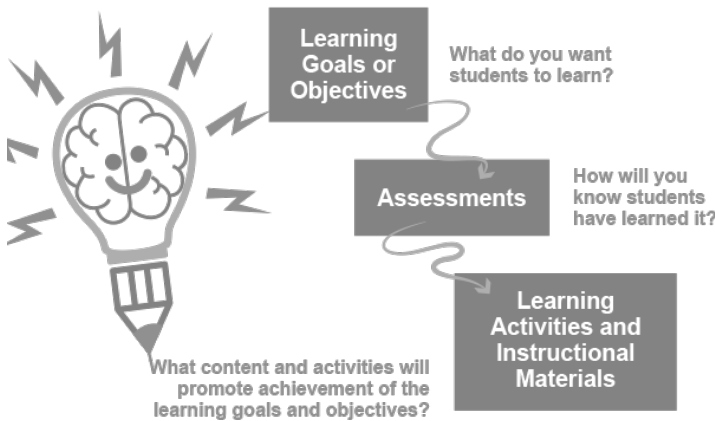 Learning
Goals or
Objectives
What do you want
students to learn?
Assessments
How will you
know students
have learned it?
Learning
Activities and
Instructional
Materials
What content and activities will
promote achievement of the
learning goals and objectives?